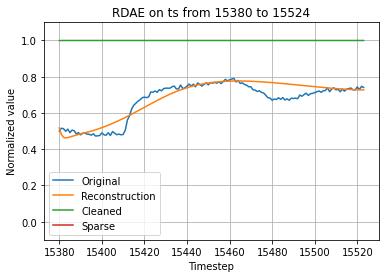 RDAE on ts from 15380 to 15524
Normalized value
1.0
0.8
0.6
0.4
0.2
0.0
Original
Reconstruction
Cleaned
Sparse
15380 15400 15420 15440 15460 15480 15500 15520
Timestep